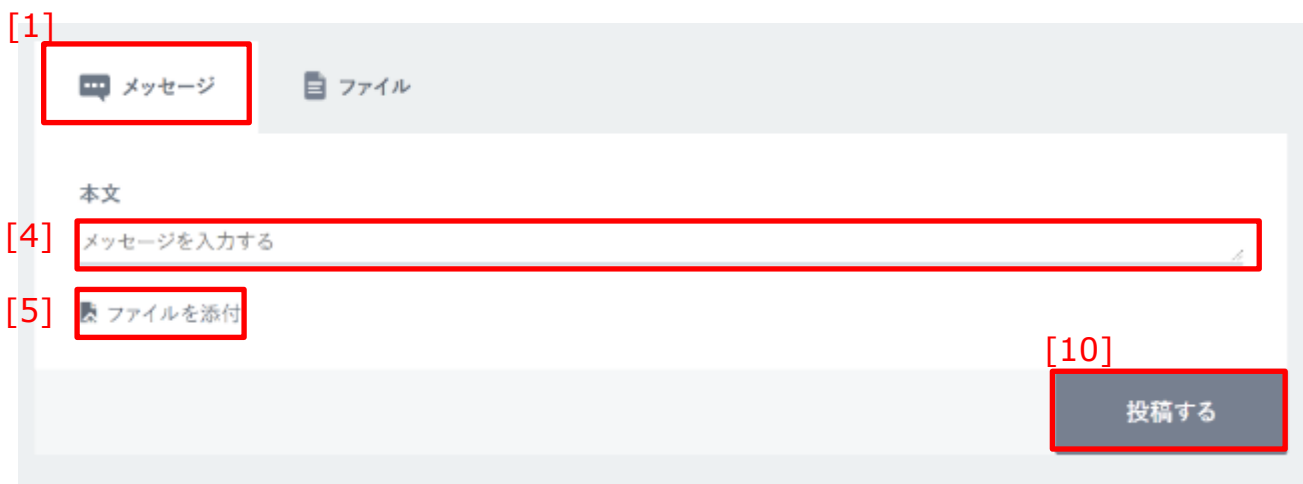 [1]
メッセージ ファイル
本文
[4] メッセージを入力する
[5] ファイルを添付
[10]
投稿する